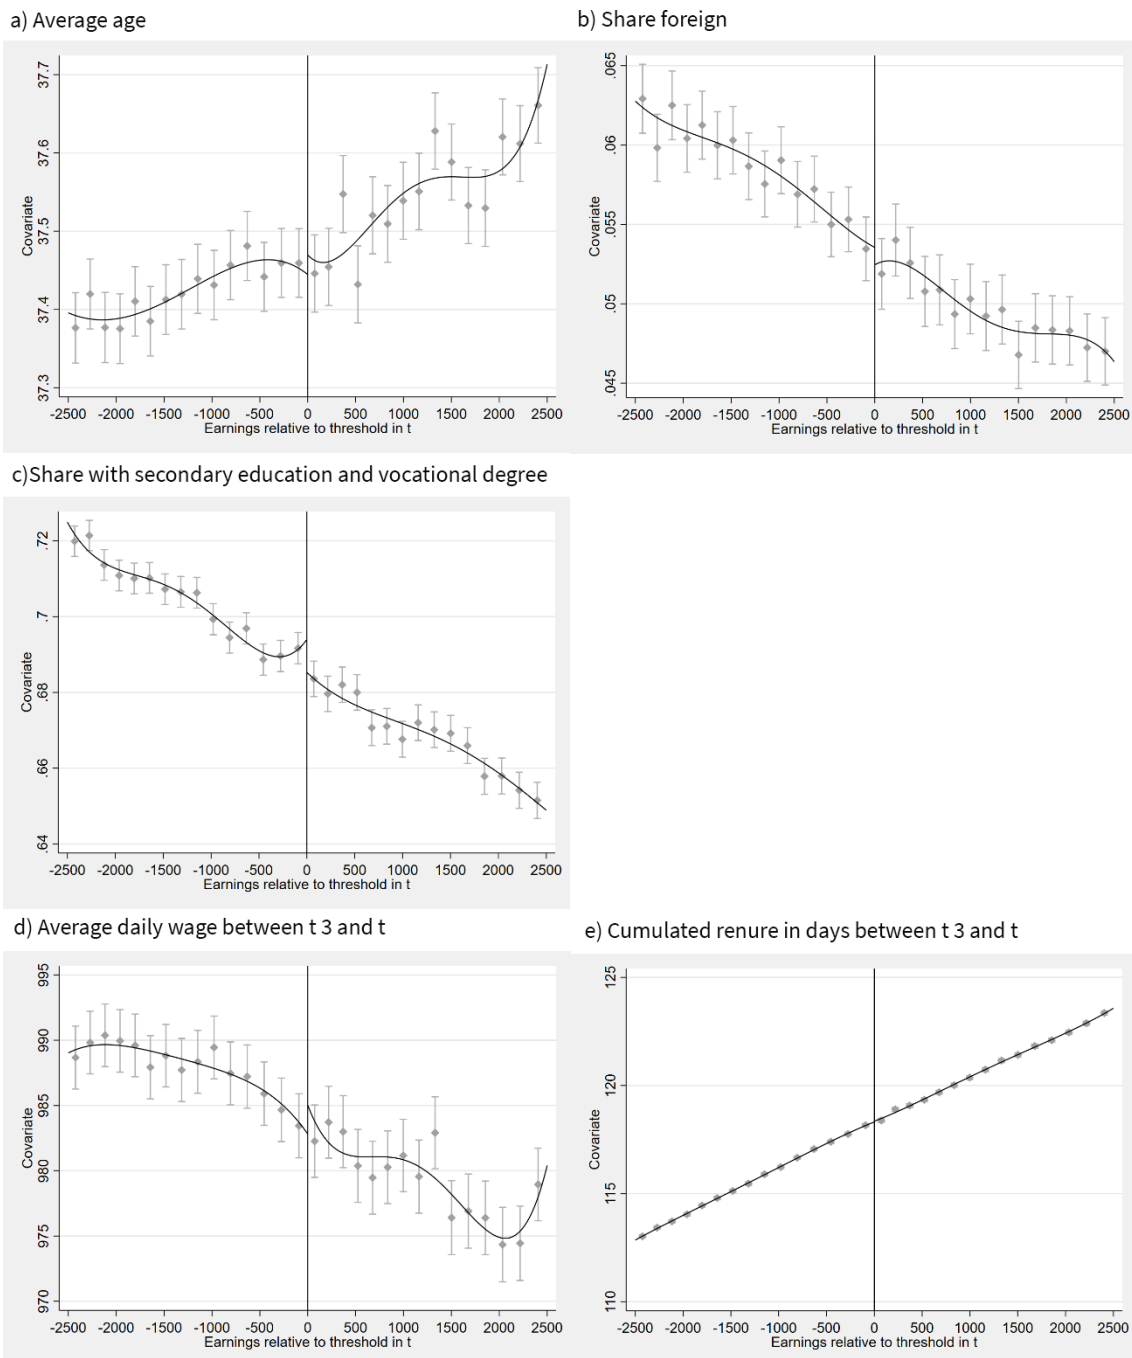 a) Average age
b) Share foreign
37.7
37.6
37.5
37.4
37.3
Covariate
-2500 -2000 -1500 -1000 -500 0 500 1000 1500 2000 2500
Earnings relative to threshold in t
.065
.06
.055
.05
.045
Covariate
-2500 -2000 -1500 -1000 -500 0 500 1000 1500 2000 2500
Earnings relative to threshold in t
c)Share with secondary education and vocational degree
.72
.7
.68
.66
.64
Covariate
-2500 -2000 -1500 -1000 -500 0 500 1000 1500 2000 2500
Earnings relative to threshold in t
d) Average daily wage between t 3 and t
e) Cumulated renure in days between t 3 and t
995
990
985
980
975
970
Covariate
-2500 -2000 -1500 -1000 -500 0 500 1000 1500 2000 2500
Earnings relative to threshold in t
125
120
115
110
Covariate
-2500 -2000 -1500 -1000 -500 0 500 1000 1500 2000 2500
Earnings relative to threshold in t